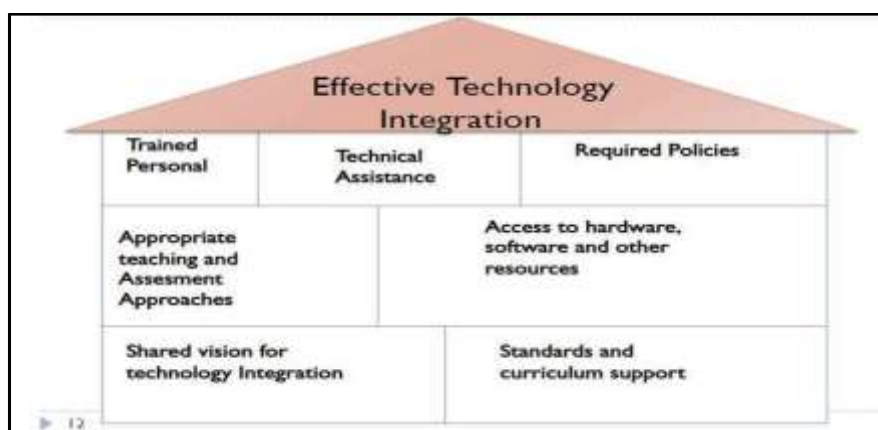 Effective Technology
Integration
Trained
Personal
Technical
Assistance
Required Policies
Appropriate
teaching and
Assesment
Approaches
Access to hardware,
software and other
resources
Shared vision for
technology Integration
Standards and
curriculum support
12